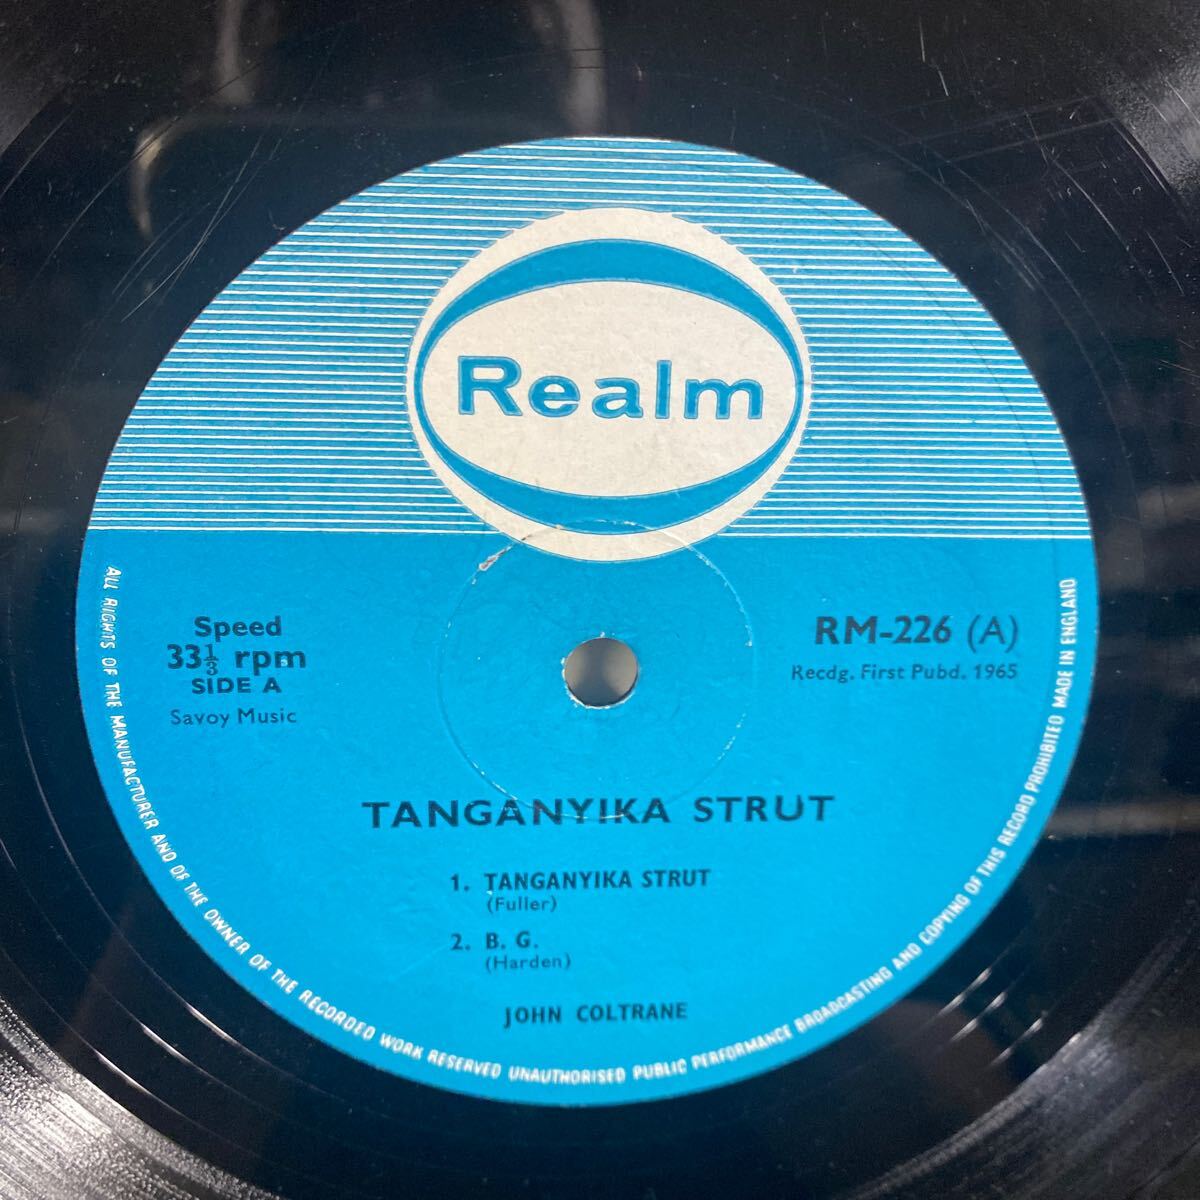 Realm
Speed
33⅓ rpm
SIDE A
Savoy Music
RM-226 (A)
Recdg. First Pubd. 1965
TANGANYIKA STRUT
1. TANGANYIKA STRUT
(Fuller)
2. B. G.
(Harden)
JOHN COLTRANE
ALL RIGHTS OF THE MANUFACTURER AND OF THE OWNER OF THE RECORDED WORK RESERVED UNAUTHORISED PUBLIC PERFORMANCE BROADCASTING AND COPYING OF THIS RECORD PROHIBITED MADE IN ENGLAND